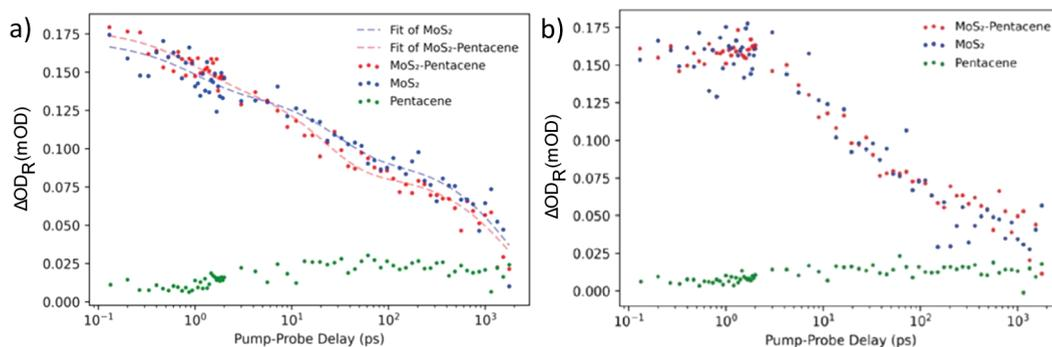 a)
0.175
0.150
0.125
0.100
0.075
0.050
0.025
0.000
ΔOD_R(mOD)
Fit of MoS₂
Fit of MoS₂-Pentacene
MoS₂-Pentacene
MoS₂
Pentacene
10⁻¹ 10⁰ 10¹ 10² 10³
Pump-Probe Delay (ps)
b)
0.175
0.150
0.125
0.100
0.075
0.050
0.025
0.000
ΔOD_R(mOD)
MoS₂-Pentacene
MoS₂
Pentacene
10⁻¹ 10⁰ 10¹ 10² 10³
Pump-Probe Delay (ps)